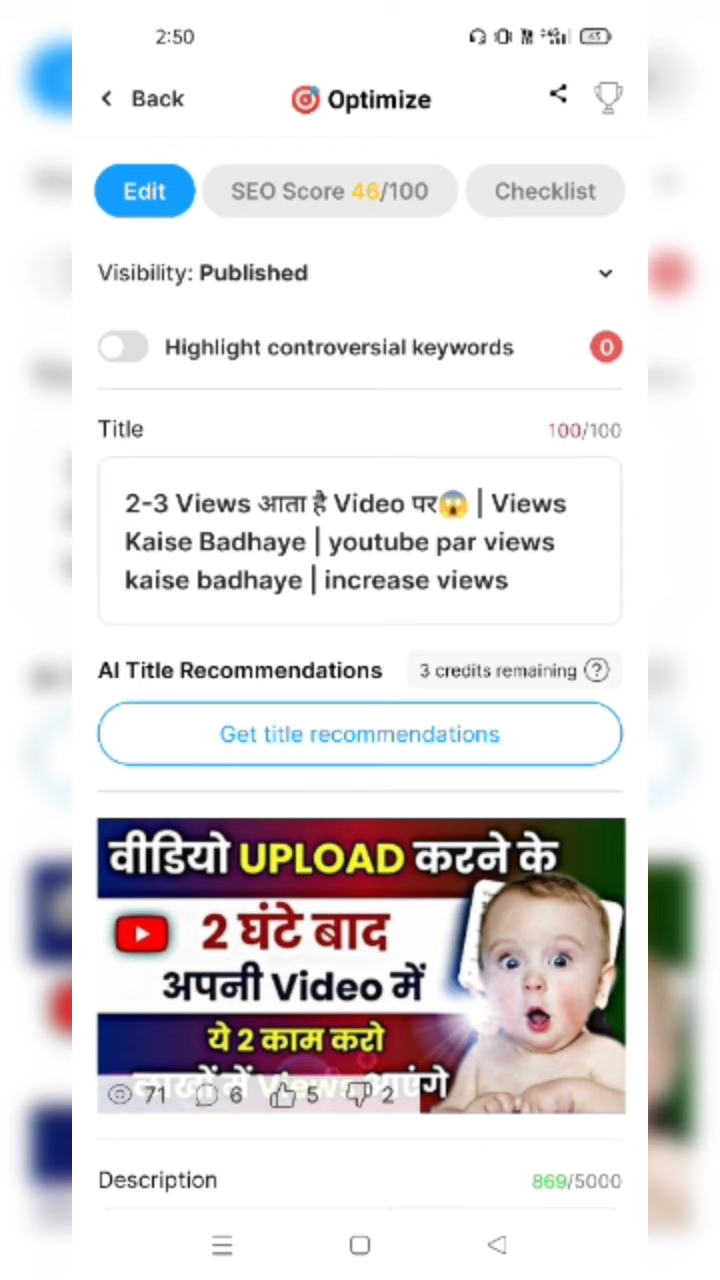 2:50
Back
Optimize
Edit
SEO Score 46/100
Checklist
Visibility: Published
Highlight controversial keywords
0
Title
100/100
2-3 Views आता है Video पर😱 | Views
Kaise Badhaye | youtube par views
kaise badhaye | increase views
AI Title Recommendations
3 credits remaining ?
Get title recommendations
वीडियो UPLOAD करने के
2 घंटे बाद
अपनी Video में
ये 2 काम करो
लाखों में Views आएंगे
71 6 5 2
Description
869/5000